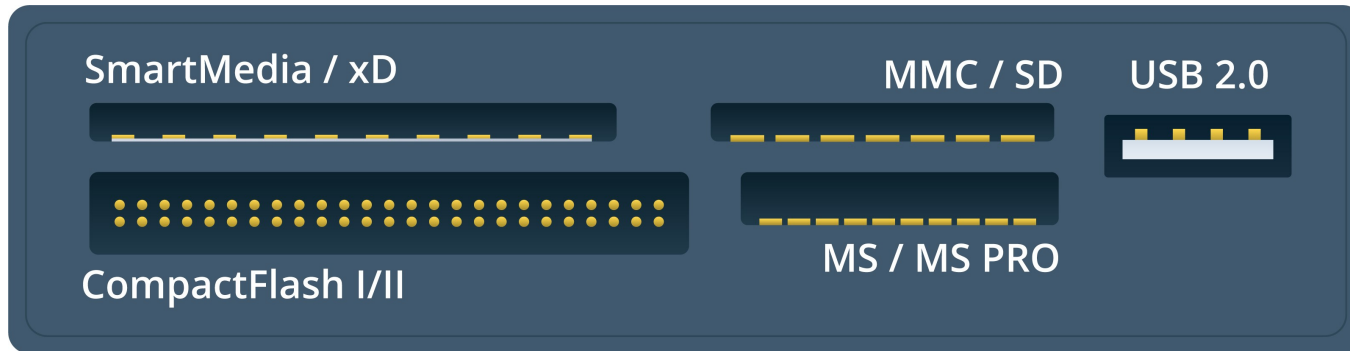 SmartMedia / xD
MMC / SD
USB 2.0
CompactFlash I/II
MS / MS PRO